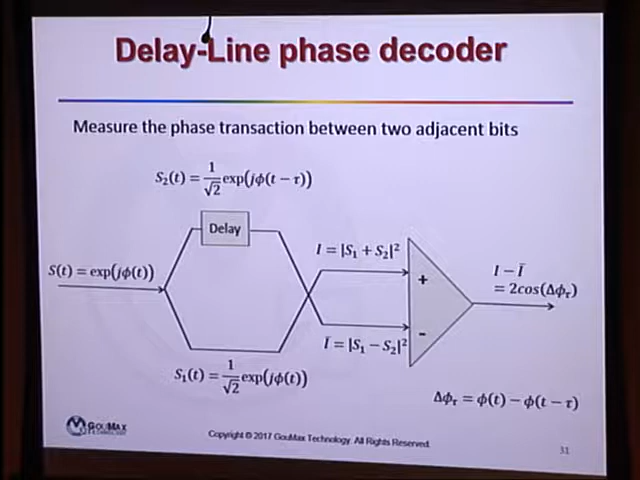 Delay-Line phase decoder
Measure the phase transaction between two adjacent bits
S₂(t) = 1/√2 exp(jϕ(t − τ))
Delay
S(t) = exp(jϕ(t))
I = |S₁ + S₂|²
+
I − Ī
= 2cos(Δϕτ)
-
Ī = |S₁ − S₂|²
S₁(t) = 1/√2 exp(jϕ(t))
Δϕτ = ϕ(t) − ϕ(t − τ)
GouMax
Copyright © 2017 GouMax Technology. All Rights Reserved.
31